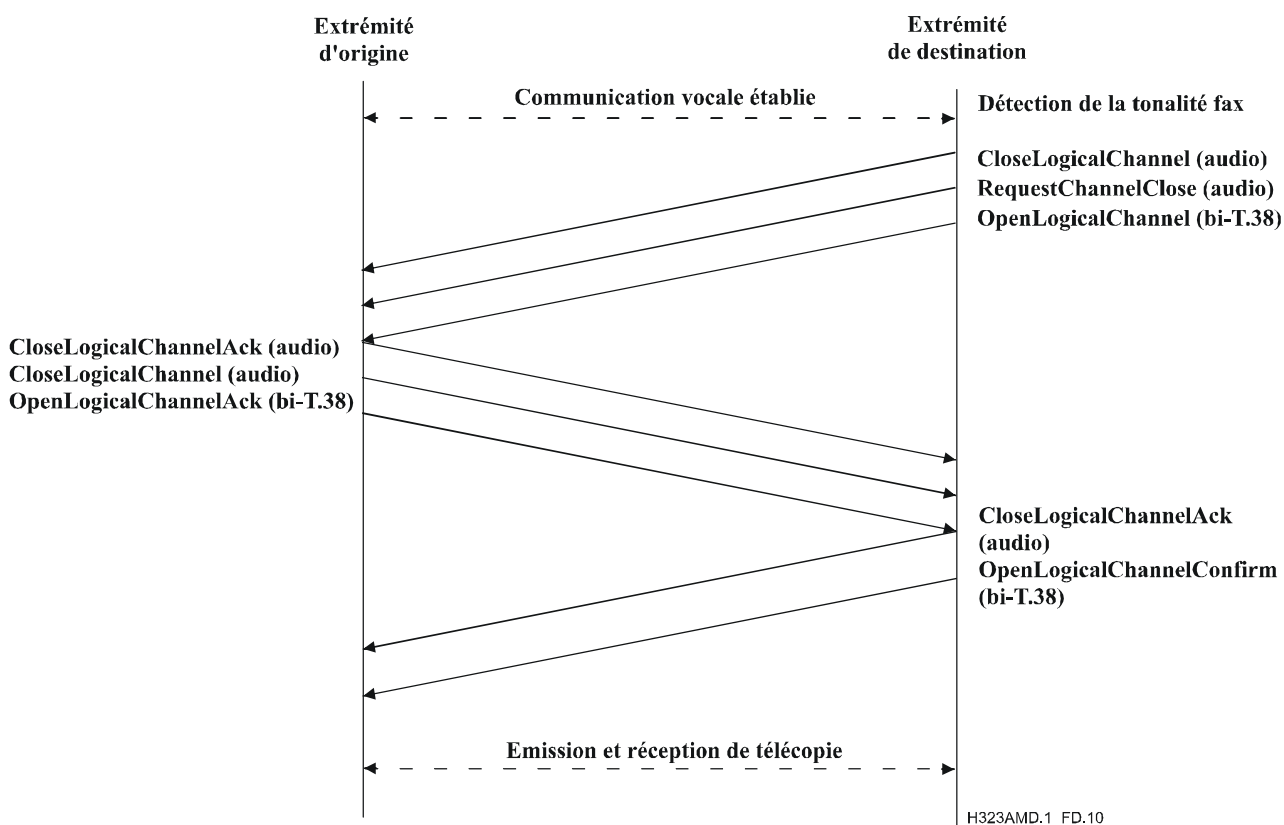 Extrémité
d'origine
Extrémité
de destination
Communication vocale établie
Détection de la tonalité fax
CloseLogicalChannel (audio)
RequestChannelClose (audio)
OpenLogicalChannel (bi-T.38)
CloseLogicalChannelAck (audio)
CloseLogicalChannel (audio)
OpenLogicalChannelAck (bi-T.38)
CloseLogicalChannelAck
(audio)
OpenLogicalChannelConfirm
(bi-T.38)
Emission et réception de télécopie
H323AMD.1_FD.10